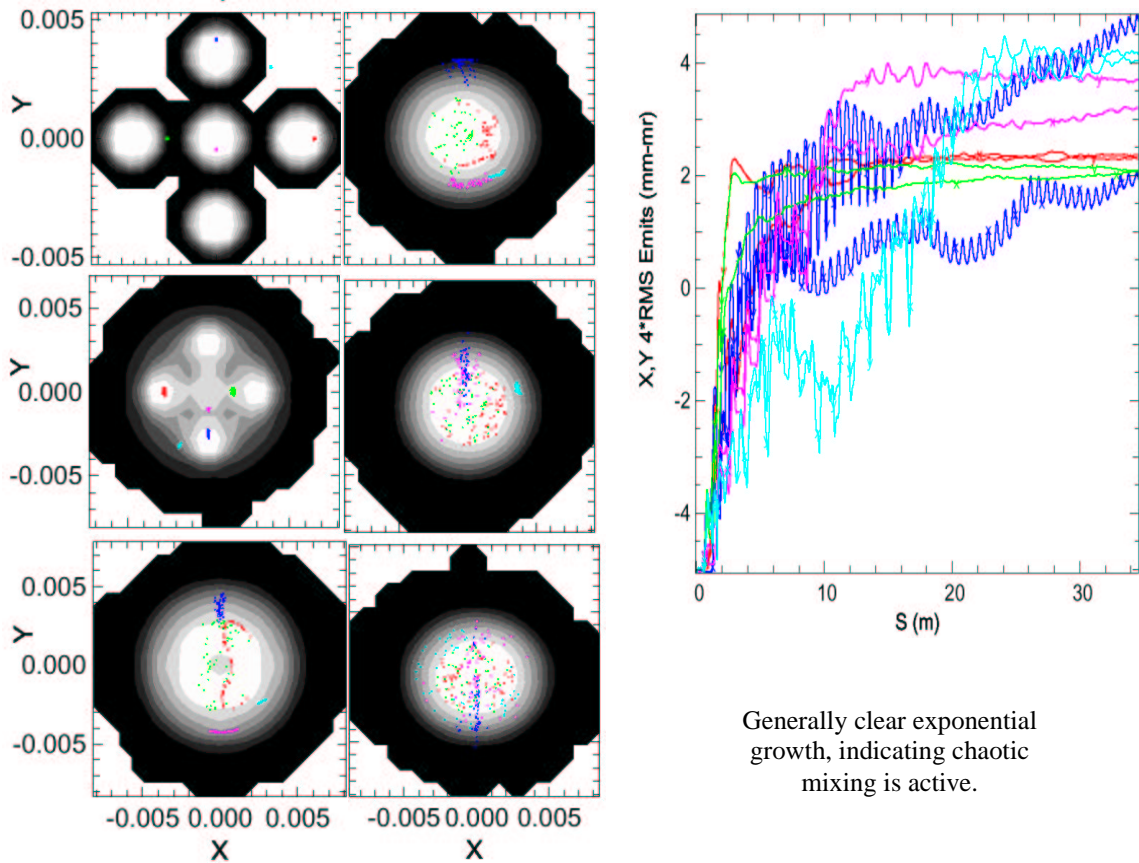 0.005
Y
0.000
-0.005
0.005
Y
0.000
-0.005
0.005
Y
0.000
-0.005
-0.005 0.000 0.005
-0.005 0.000 0.005
X
X
X,Y 4*RMS Emits (mm-mr)
4
2
0
-2
-4
0
10
20
30
S (m)
Generally clear exponential
growth, indicating chaotic
mixing is active.